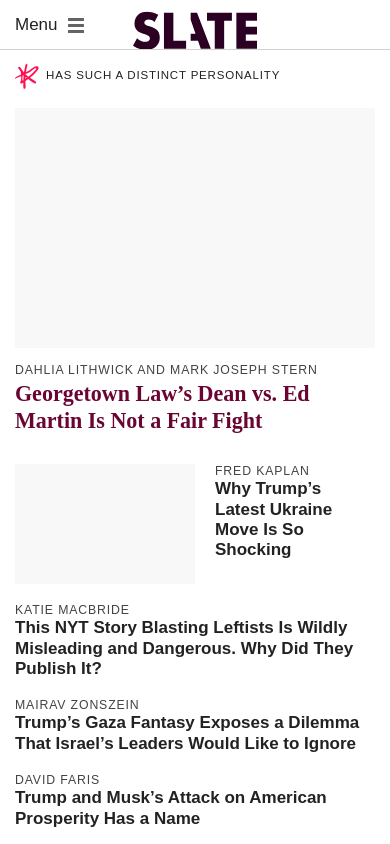 Menu
SLATE
HAS SUCH A DISTINCT PERSONALITY
DAHLIA LITHWICK AND MARK JOSEPH STERN
Georgetown Law’s Dean vs. Ed
Martin Is Not a Fair Fight
FRED KAPLAN
Why Trump’s
Latest Ukraine
Move Is So
Shocking
KATIE MACBRIDE
This NYT Story Blasting Leftists Is Wildly
Misleading and Dangerous. Why Did They
Publish It?
MAIRAV ZONSZEIN
Trump’s Gaza Fantasy Exposes a Dilemma
That Israel’s Leaders Would Like to Ignore
DAVID FARIS
Trump and Musk’s Attack on American
Prosperity Has a Name